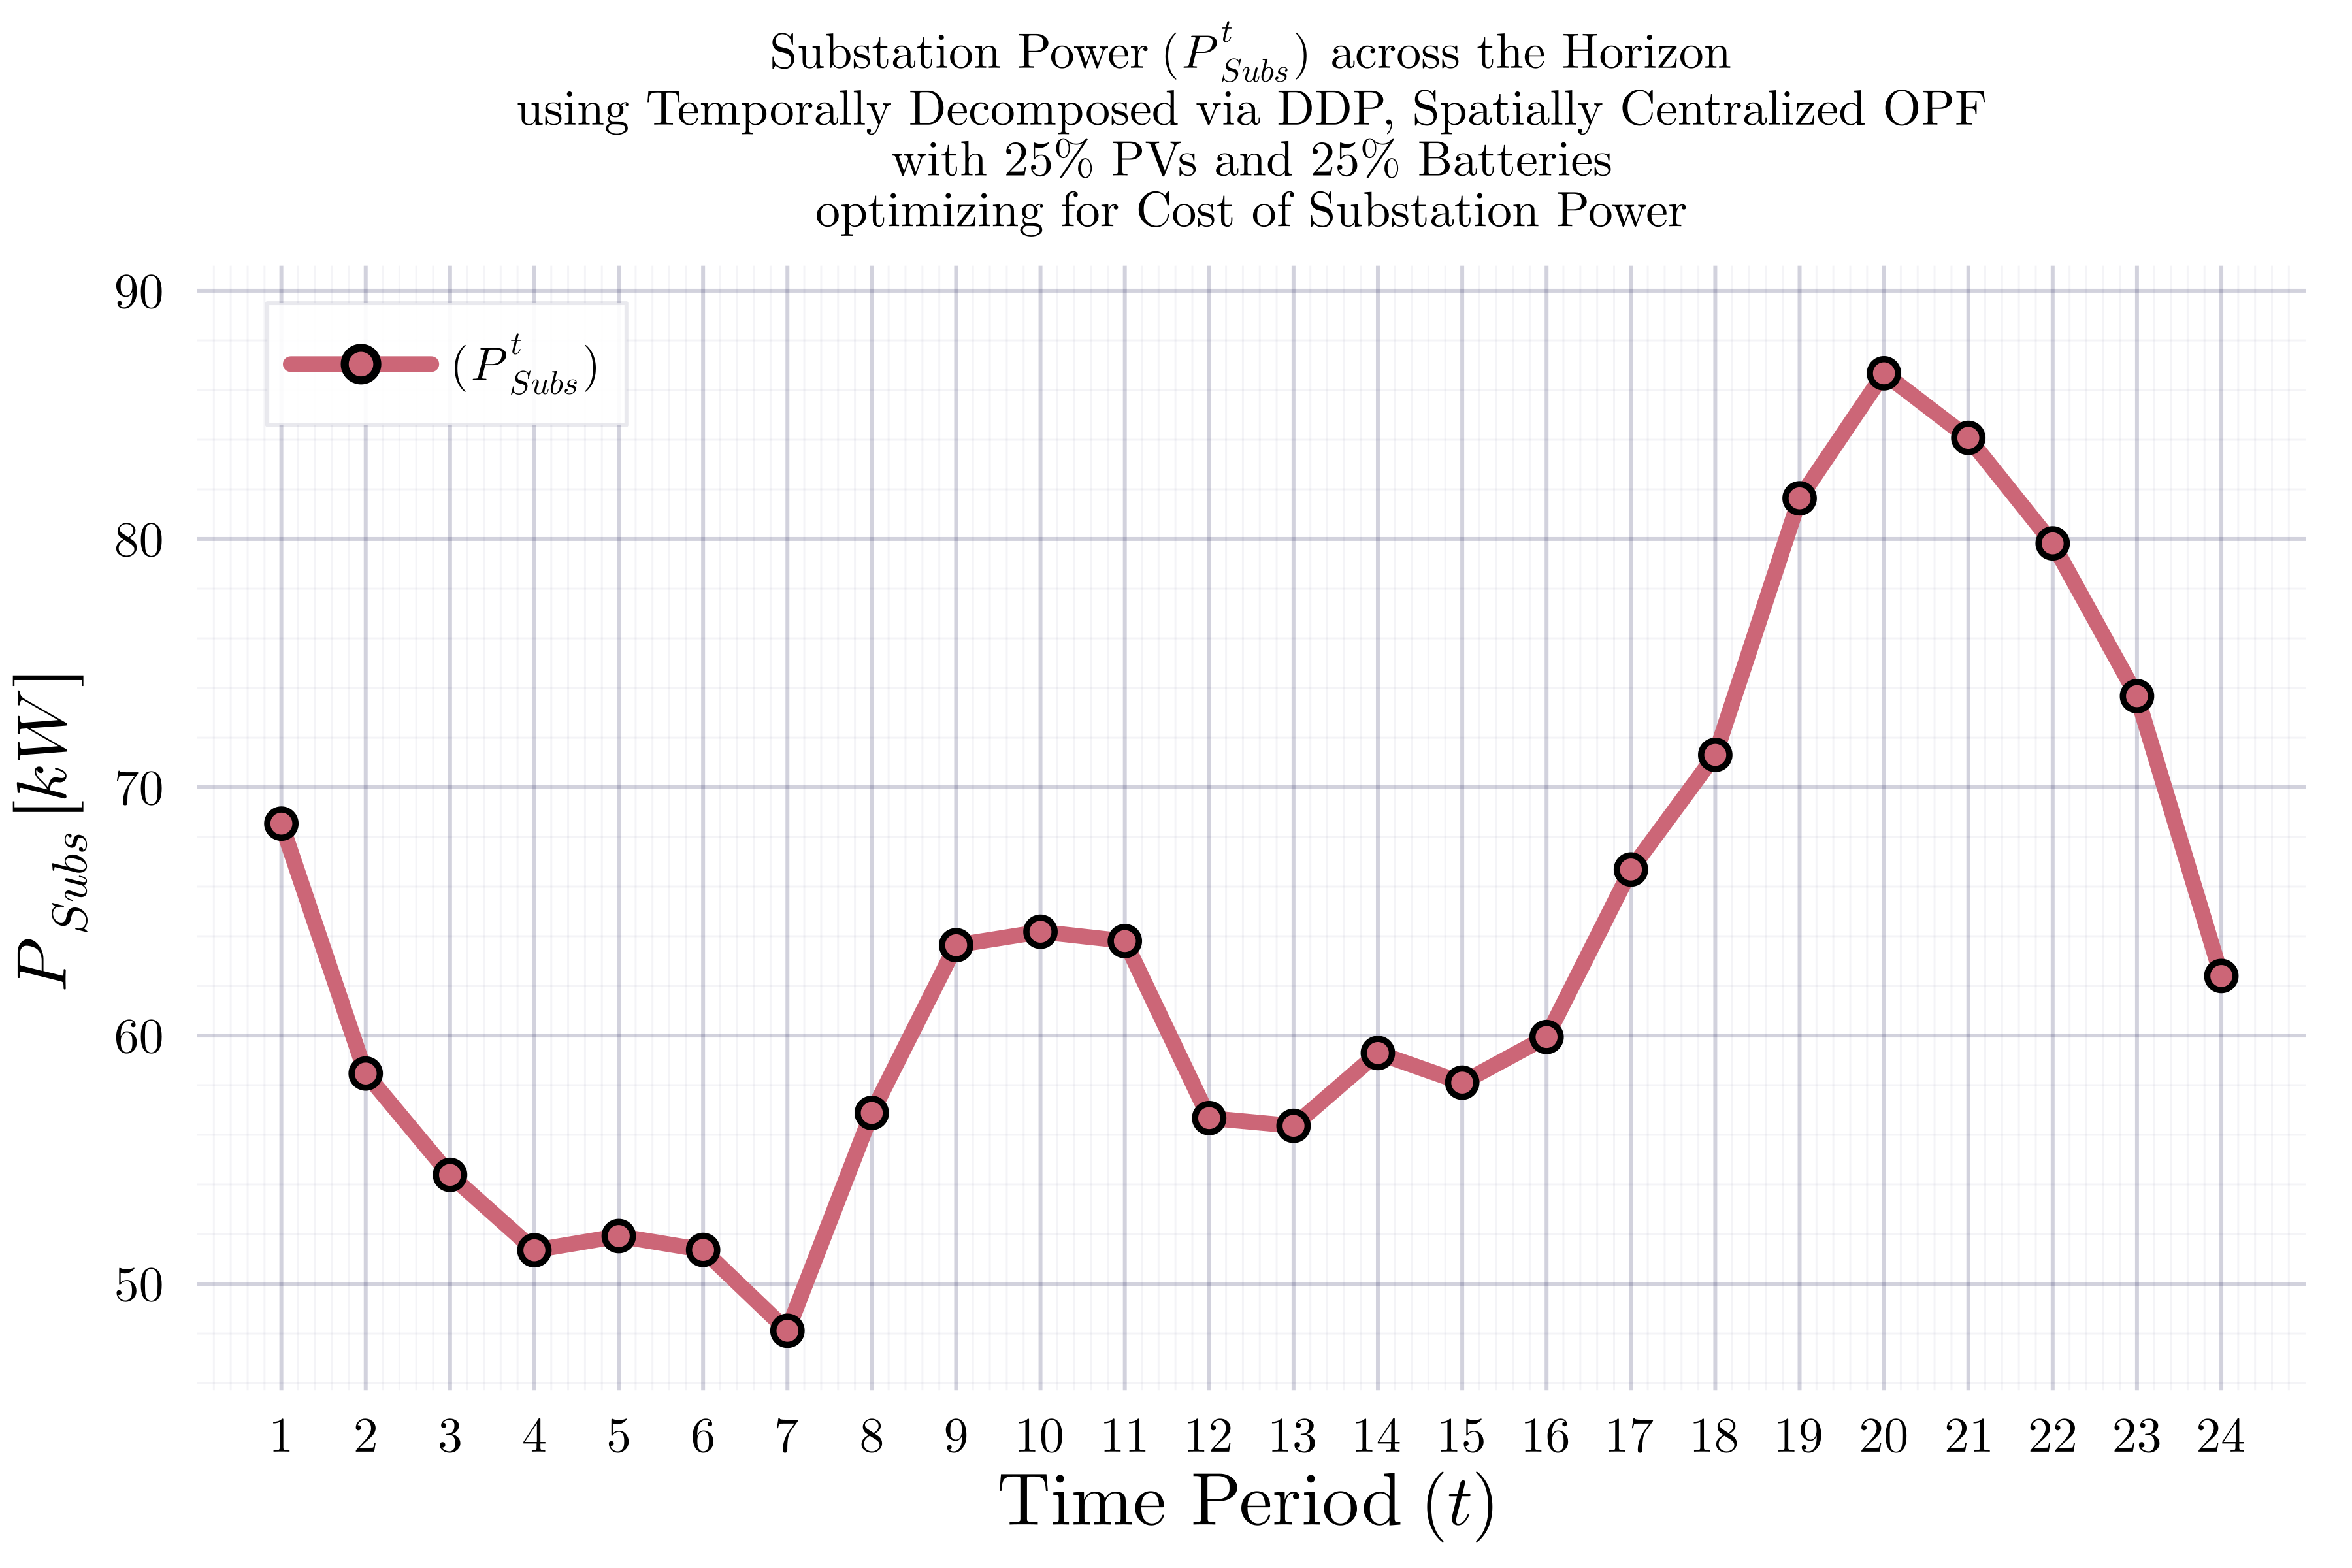 Substation Power (P^t_Subs) across the Horizon
using Temporally Decomposed via DDP, Spatially Centralized OPF
with 25% PVs and 25% Batteries
optimizing for Cost of Substation Power
(P^t_Subs)
P_Subs [kW]
90
80
70
60
50
1 2 3 4 5 6 7 8 9 10 11 12 13 14 15 16 17 18 19 20 21 22 23 24
Time Period (t)